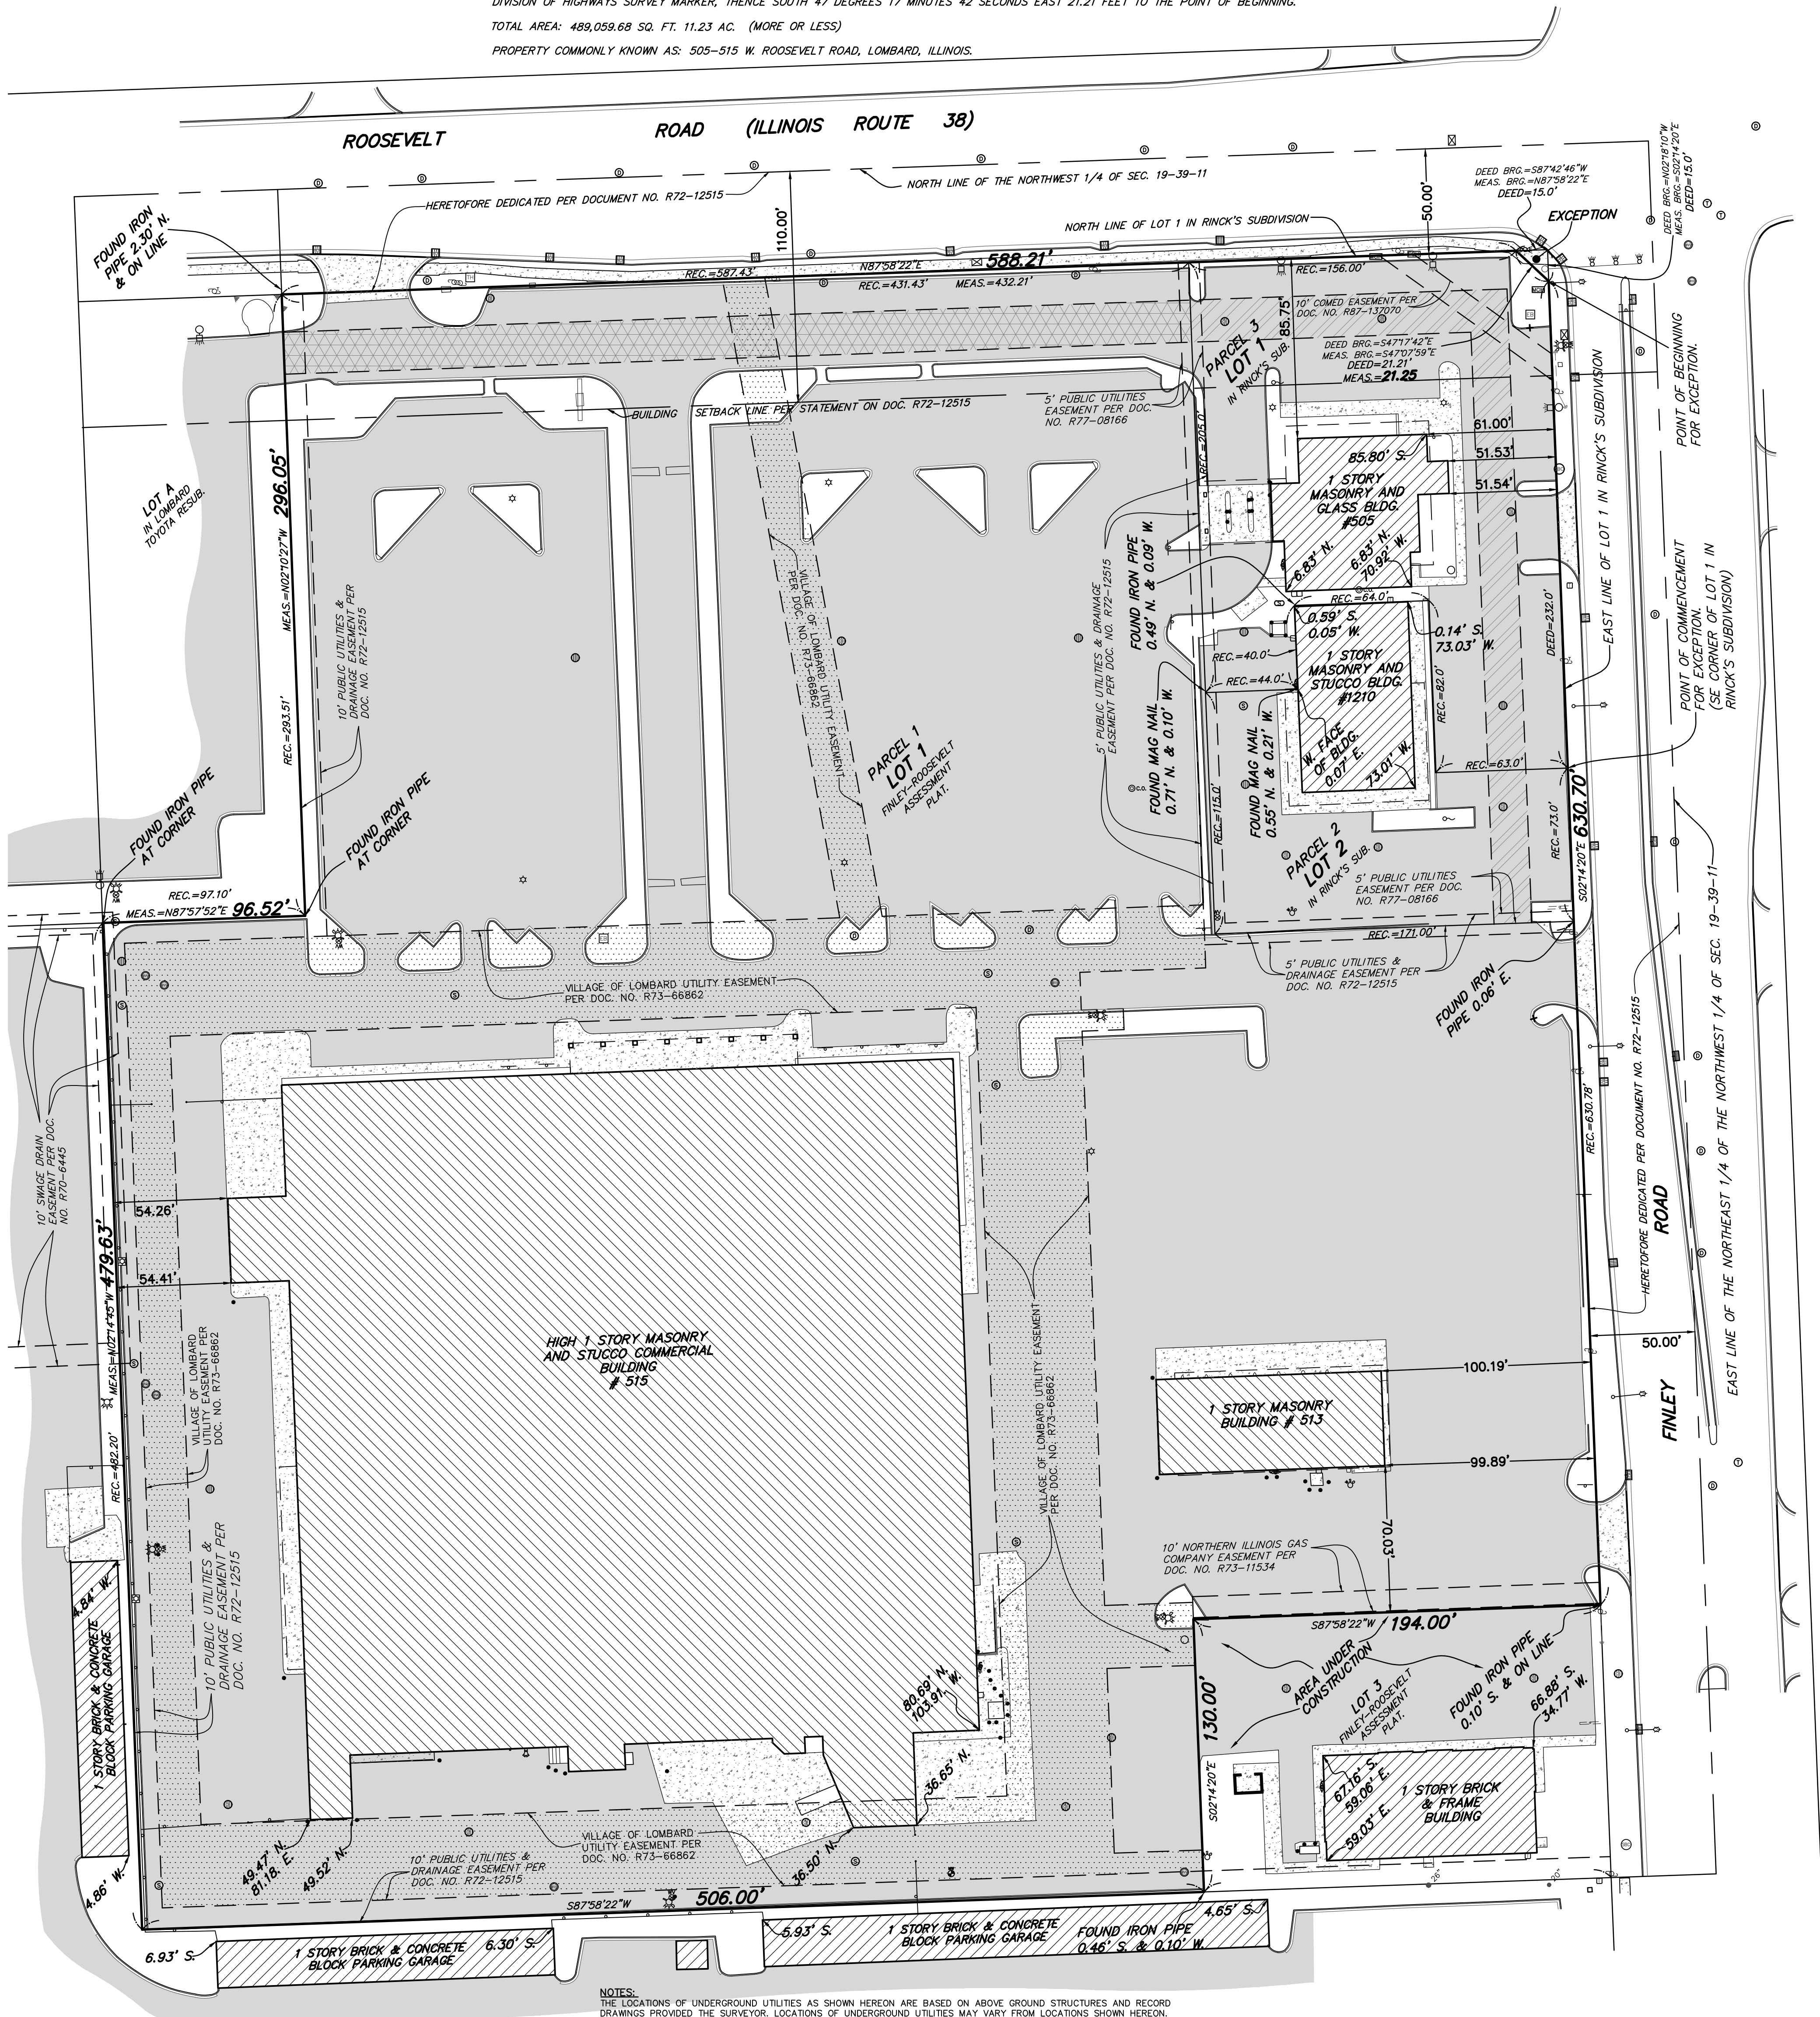 DIVISION OF HIGHWAYS SURVEY MARKER, THENCE SOUTH 47 DEGREES 17 MINUTES 42 SECONDS EAST 21.21 FEET TO THE POINT OF BEGINNING.
TOTAL AREA: 489,059.68 SQ. FT. 11.23 AC. (MORE OR LESS)
PROPERTY COMMONLY KNOWN AS: 505-515 W. ROOSEVELT ROAD, LOMBARD, ILLINOIS.
ROOSEVELT ROAD (ILLINOIS ROUTE 38)
HERETOFORE DEDICATED PER DOCUMENT NO. R72-12515
NORTH LINE OF THE NORTHWEST 1/4 OF SEC. 19-39-11
NORTH LINE OF LOT 1 IN RINCK'S SUBDIVISION
110.00'
50.00'
DEED BRG.=S87°42'46"W
MEAS. BRG.=N87°58'22"E
DEED=15.0'
EXCEPTION
DEED BRG.=N02°18'10"W
MEAS. BRG.=S02°14'20"E
DEED=15.0'
FOUND IRON
PIPE 2.30' N.
&
ON LINE
REC.=587.43'
N87°58'22"E
588.21'
REC.=431.43'
MEAS.=432.21'
REC.=156.00'
10' COMED EASEMENT PER
DOC. NO. R87-137070
85.75'
PARCEL 3
LOT 1
IN RINCK'S SUB.
DEED BRG.=S47°17'42"E
MEAS. BRG.=S47°07'59"E
DEED=21.21'
MEAS.=21.25
POINT OF BEGINNING
FOR EXCEPTION.
BUILDING SETBACK LINE PER STATEMENT ON DOC. R72-12515
5' PUBLIC UTILITIES
EASEMENT PER DOC.
NO. R77-08166
REC.=205.0'
61.00'
51.53'
51.54'
85.80' S.
1 STORY
MASONRY AND
GLASS BLDG.
#505
6.83' N.
6.83' N.
70.92' W.
EAST LINE OF LOT 1 IN RINCK'S SUBDIVISION
LOT A
IN LOMBARD
TOYOTA RESUB.
MEAS.=N02°10'27"W 296.05'
REC.=293.51'
10' PUBLIC UTILITIES &
DRAINAGE EASEMENT PER
DOC. NO. R72-12515
VILLAGE OF LOMBARD UTILITY EASEMENT
PER DOC. NO. R73-66862
PARCEL 1
LOT 1
FINLEY-ROOSEVELT
ASSESSMENT
PLAT.
5' PUBLIC UTILITIES & DRAINAGE
EASEMENT PER DOC. NO. R72-12515
FOUND IRON PIPE
0.49' N. & 0.09' W.
REC.=64.0'
0.59' S.
0.05' W.
0.14' S.
73.03' W.
REC.=40.0'
1 STORY
MASONRY AND
STUCCO BLDG.
#1210
REC.=44.0'
REC.=82.0'
DEED=232.0'
POINT OF COMMENCEMENT
FOR EXCEPTION.
(SE CORNER OF LOT 1 IN
RINCK'S SUBDIVISION)
FOUND MAG NAIL
0.71' N. & 0.10' W.
FOUND MAG NAIL
0.55' N. & 0.21' W.
W. FACE
OF BLDG.
0.07' E.
73.01' W.
REC.=63.0'
REC.=115.0'
C.O.
REC.=73.0'
S02°14'20"E 630.70'
PARCEL 2
LOT 2
IN RINCK'S SUB.
5' PUBLIC UTILITIES
EASEMENT PER DOC.
NO. R77-08166
FOUND IRON PIPE
AT CORNER
FOUND IRON PIPE
AT CORNER
REC.=97.10'
MEAS.=N87°57'52"E 96.52'
REC.=171.00'
5' PUBLIC UTILITIES &
DRAINAGE EASEMENT PER
DOC. NO. R72-12515
VILLAGE OF LOMBARD UTILITY EASEMENT
PER DOC. NO. R73-66862
FOUND IRON
PIPE 0.06' E.
HERETOFORE DEDICATED PER DOCUMENT NO. R72-12515
EAST LINE OF THE NORTHEAST 1/4 OF THE NORTHWEST 1/4 OF SEC. 19-39-11
REC.=630.78'
10' SWAGE DRAIN
EASEMENT PER DOC.
NO. R70-6445
54.26'
54.41'
MEAS.=N02°14'45"W 479.63'
REC.=482.20'
VILLAGE OF LOMBARD
UTILITY EASEMENT PER
DOC. NO. R73-66862
HIGH 1 STORY MASONRY
AND STUCCO COMMERCIAL
BUILDING
# 515
VILLAGE OF LOMBARD UTILITY EASEMENT
PER DOC. NO. R73-66862
50.00'
FINLEY ROAD
100.19'
1 STORY MASONRY
BUILDING # 513
99.89'
70.03'
10' NORTHERN ILLINOIS GAS
COMPANY EASEMENT PER
DOC. NO. R73-11534
10' PUBLIC UTILITIES &
DRAINAGE EASEMENT PER
DOC. NO. R72-12515
4.84' W.
1 STORY BRICK & CONCRETE
BLOCK PARKING GARAGE
S87°58'22"W 194.00'
AREA UNDER
CONSTRUCTION
LOT 3
FINLEY-ROOSEVELT
ASSESSMENT
PLAT.
FOUND IRON PIPE
0.10' S. & ON LINE
66.88' S.
34.77' W.
80.69' N.
103.91' W.
130.00'
S02°14'20"E
67.16' S.
59.06' E.
59.03' E.
1 STORY BRICK
& FRAME
BUILDING
36.65' N.
36.50' N.
49.47' N.
81.18' E.
49.52' N.
VILLAGE OF LOMBARD
UTILITY EASEMENT PER
DOC. NO. R73-66862
10' PUBLIC UTILITIES &
DRAINAGE EASEMENT PER
DOC. NO. R72-12515
26"
20"
4.86' W.
S87°58'22"W
506.00'
6.93' S.
1 STORY BRICK & CONCRETE
BLOCK PARKING GARAGE
6.30' S.
5.93' S.
1 STORY BRICK & CONCRETE
BLOCK PARKING GARAGE
4.65' S.
FOUND IRON PIPE
0.46' S. & 0.10' W.
NOTES:
THE LOCATIONS OF UNDERGROUND UTILITIES AS SHOWN HEREON ARE BASED ON ABOVE GROUND STRUCTURES AND RECORD
DRAWINGS PROVIDED THE SURVEYOR. LOCATIONS OF UNDERGROUND UTILITIES MAY VARY FROM LOCATIONS SHOWN HEREON.